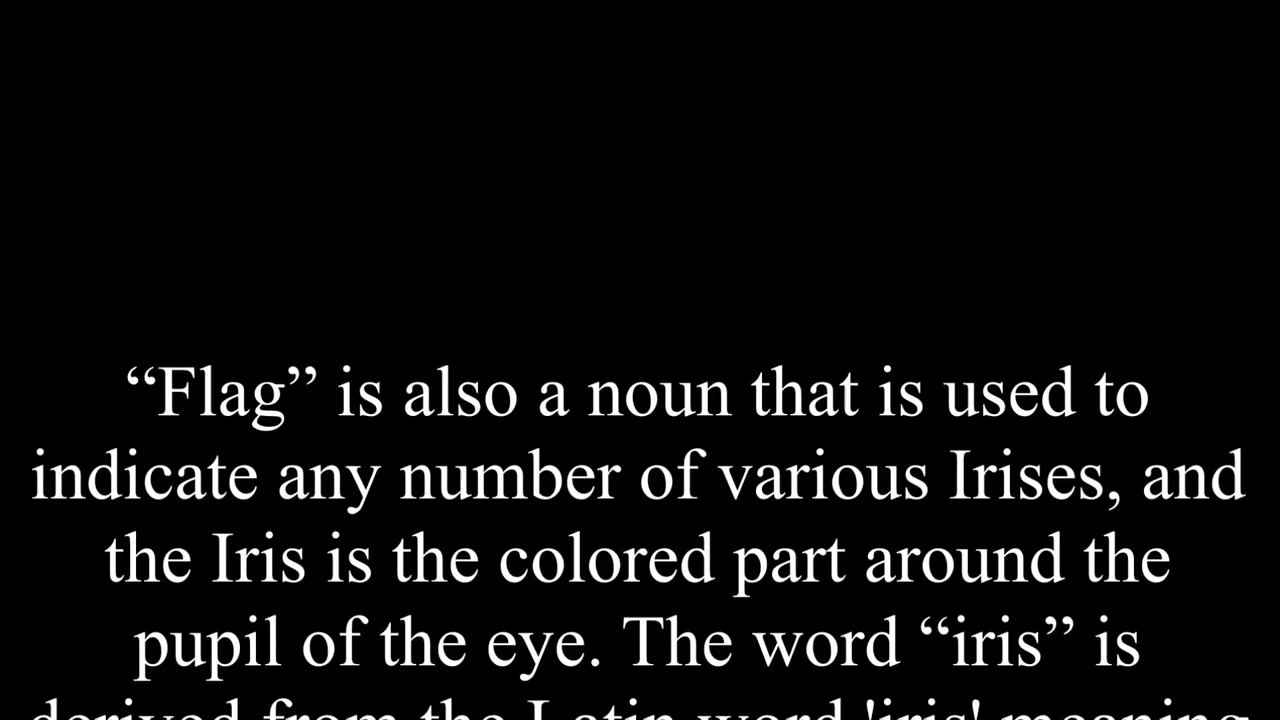 “Flag” is also a noun that is used to
indicate any number of various Irises, and
the Iris is the colored part around the
pupil of the eye. The word “iris” is
derived from the Latin word 'iris' meaning